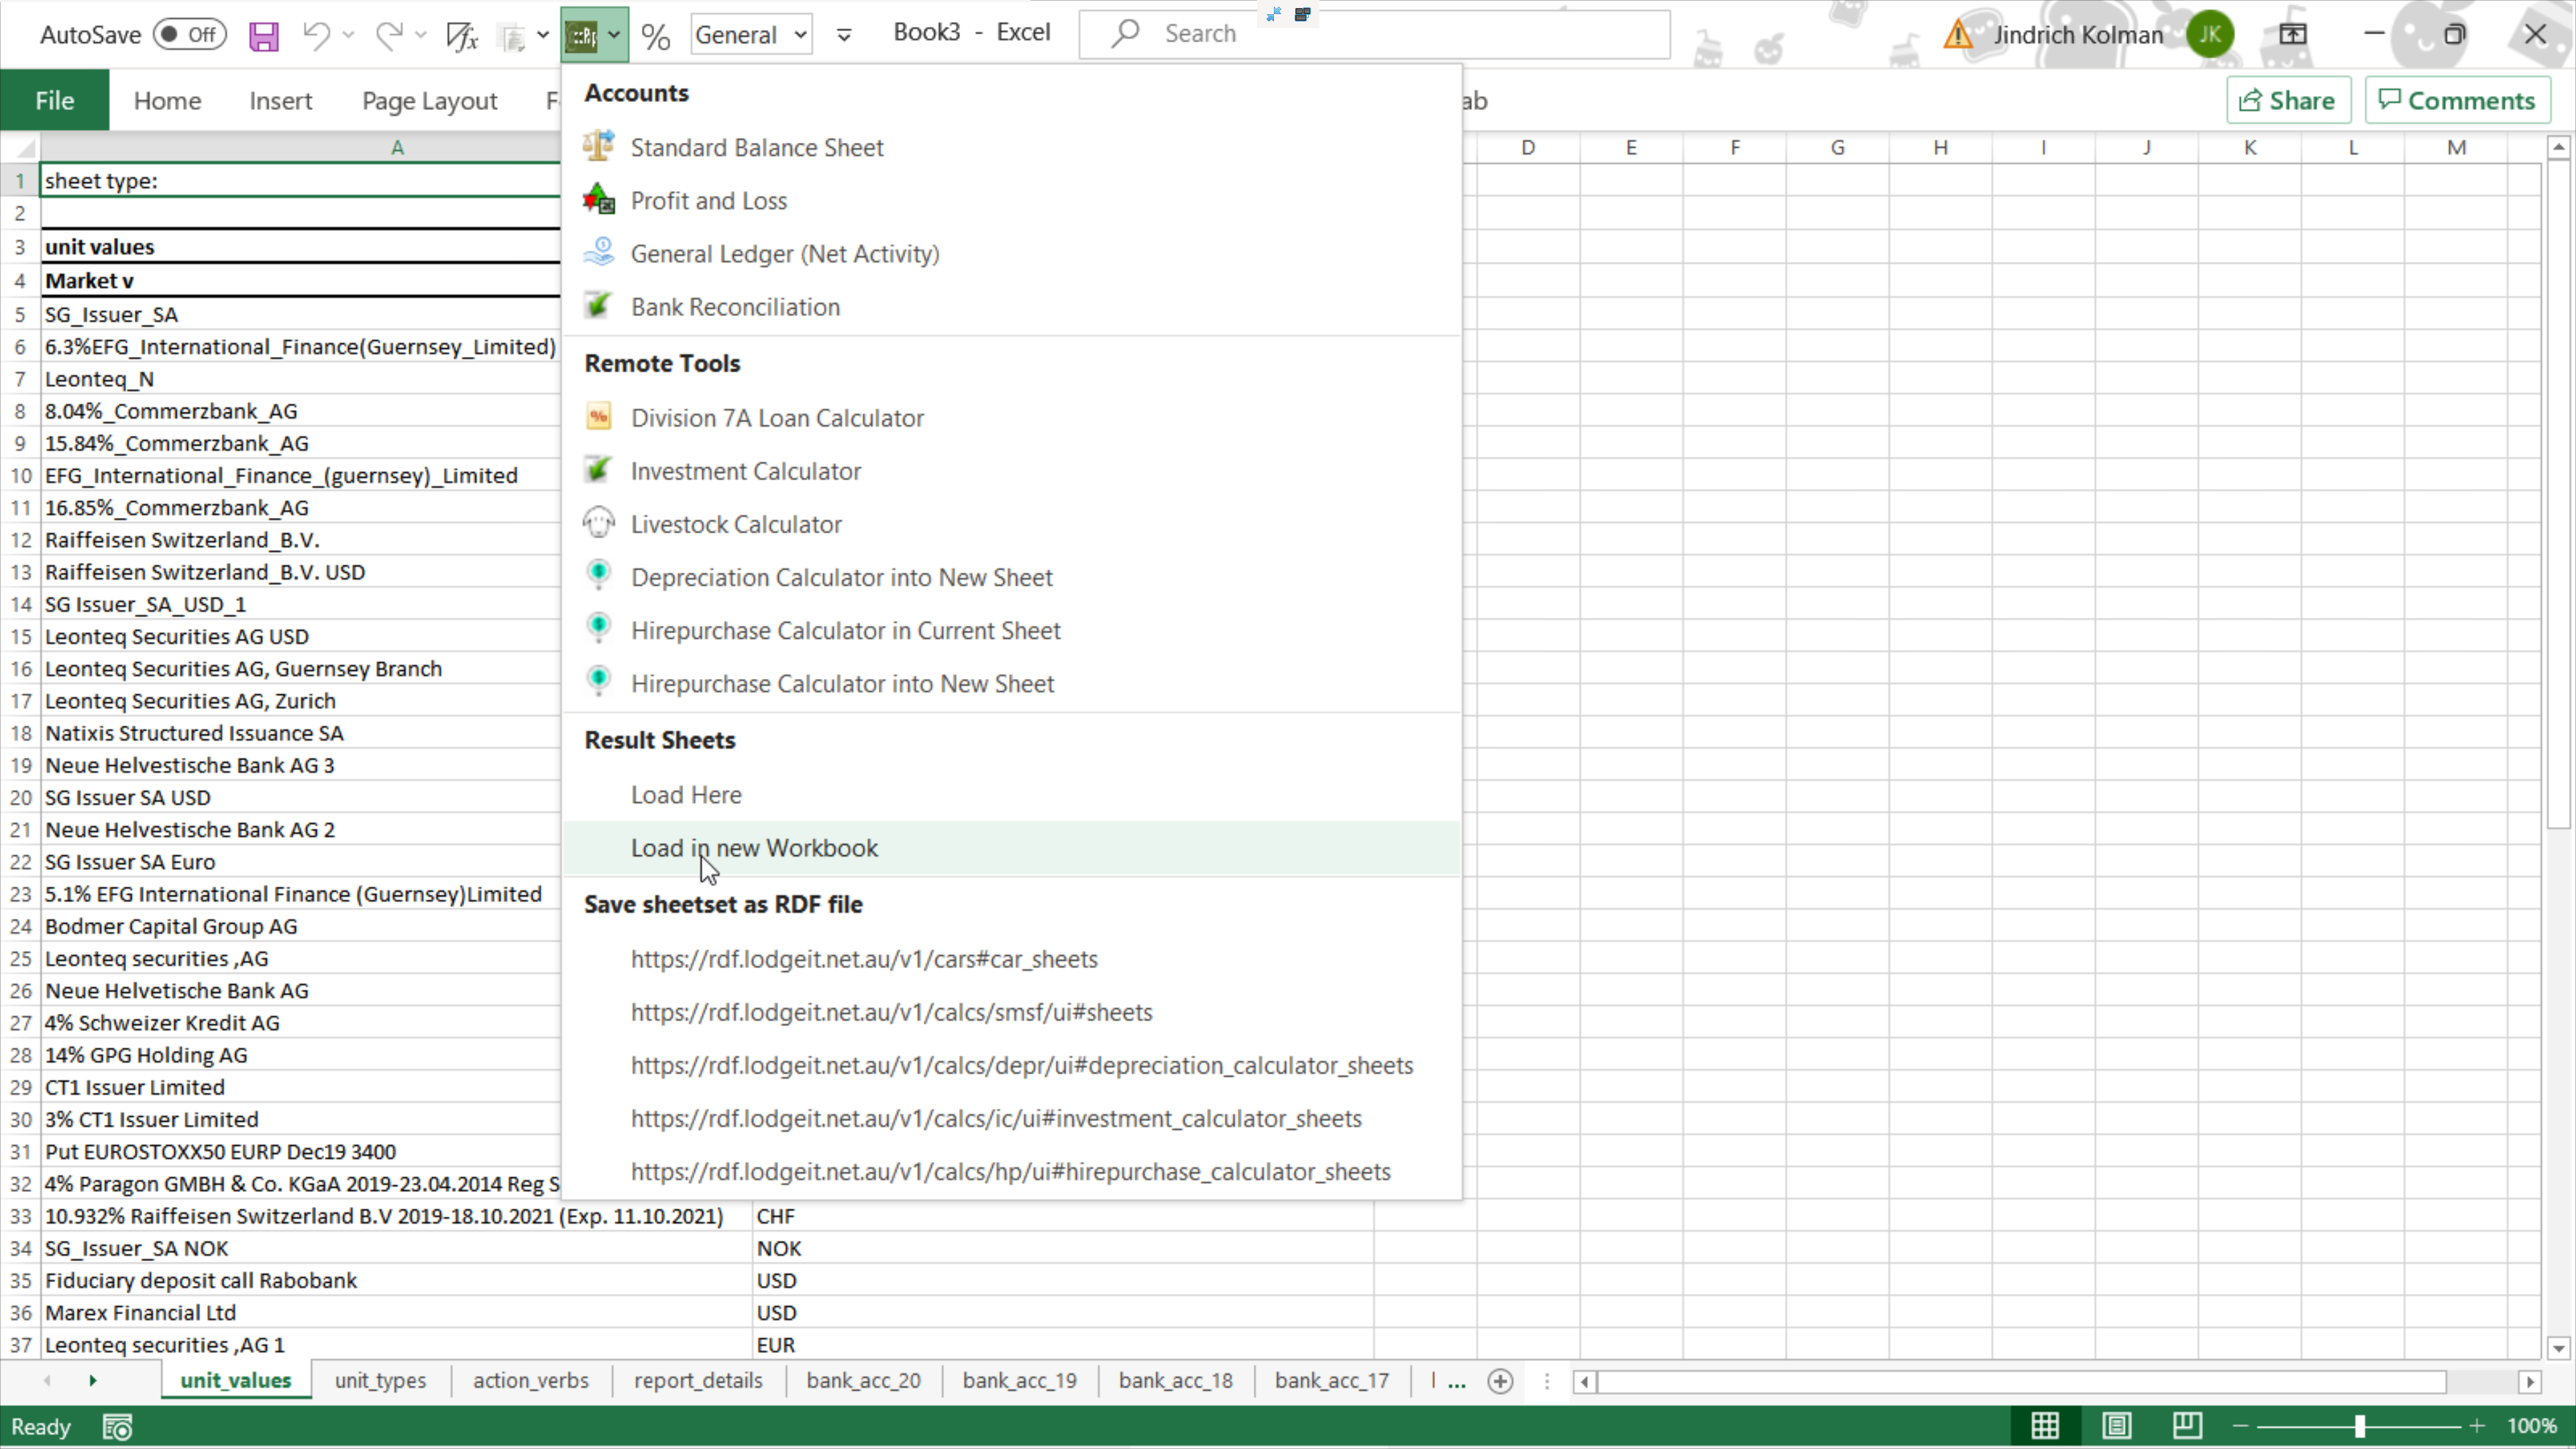 AutoSave Off % General Book3 - Excel Search Jindrich Kolman JK
File Home Insert Page Layout ab Share Comments
A D E F G H I J K L M
1 sheet type:
2
3 unit values
4 Market v
5 SG_Issuer_SA
6 6.3%EFG_International_Finance(Guernsey_Limited)
7 Leonteq_N
8 8.04%_Commerzbank_AG
9 15.84%_Commerzbank_AG
10 EFG_International_Finance_(guernsey)_Limited
11 16.85%_Commerzbank_AG
12 Raiffeisen Switzerland_B.V.
13 Raiffeisen Switzerland_B.V. USD
14 SG Issuer_SA_USD_1
15 Leonteq Securities AG USD
16 Leonteq Securities AG, Guernsey Branch
17 Leonteq Securities AG, Zurich
18 Natixis Structured Issuance SA
19 Neue Helvestische Bank AG 3
20 SG Issuer SA USD
21 Neue Helvestische Bank AG 2
22 SG Issuer SA Euro
23 5.1% EFG International Finance (Guernsey)Limited
24 Bodmer Capital Group AG
25 Leonteq securities ,AG
26 Neue Helvetische Bank AG
27 4% Schweizer Kredit AG
28 14% GPG Holding AG
29 CT1 Issuer Limited
30 3% CT1 Issuer Limited
31 Put EUROSTOXX50 EURP Dec19 3400
32 4% Paragon GMBH & Co. KGaA 2019-23.04.2014 Reg S
33 10.932% Raiffeisen Switzerland B.V 2019-18.10.2021 (Exp. 11.10.2021) CHF
34 SG_Issuer_SA NOK NOK
35 Fiduciary deposit call Rabobank USD
36 Marex Financial Ltd USD
37 Leonteq securities ,AG 1 EUR
Accounts
Standard Balance Sheet
Profit and Loss
General Ledger (Net Activity)
Bank Reconciliation
Remote Tools
Division 7A Loan Calculator
Investment Calculator
Livestock Calculator
Depreciation Calculator into New Sheet
Hirepurchase Calculator in Current Sheet
Hirepurchase Calculator into New Sheet
Result Sheets
Load Here
Load in new Workbook
Save sheetset as RDF file
https://rdf.lodgeit.net.au/v1/cars#car_sheets
https://rdf.lodgeit.net.au/v1/calcs/smsf/ui#sheets
https://rdf.lodgeit.net.au/v1/calcs/depr/ui#depreciation_calculator_sheets
https://rdf.lodgeit.net.au/v1/calcs/ic/ui#investment_calculator_sheets
https://rdf.lodgeit.net.au/v1/calcs/hp/ui#hirepurchase_calculator_sheets
unit_values unit_types action_verbs report_details bank_acc_20 bank_acc_19 bank_acc_18 bank_acc_17 ...
Ready 100%